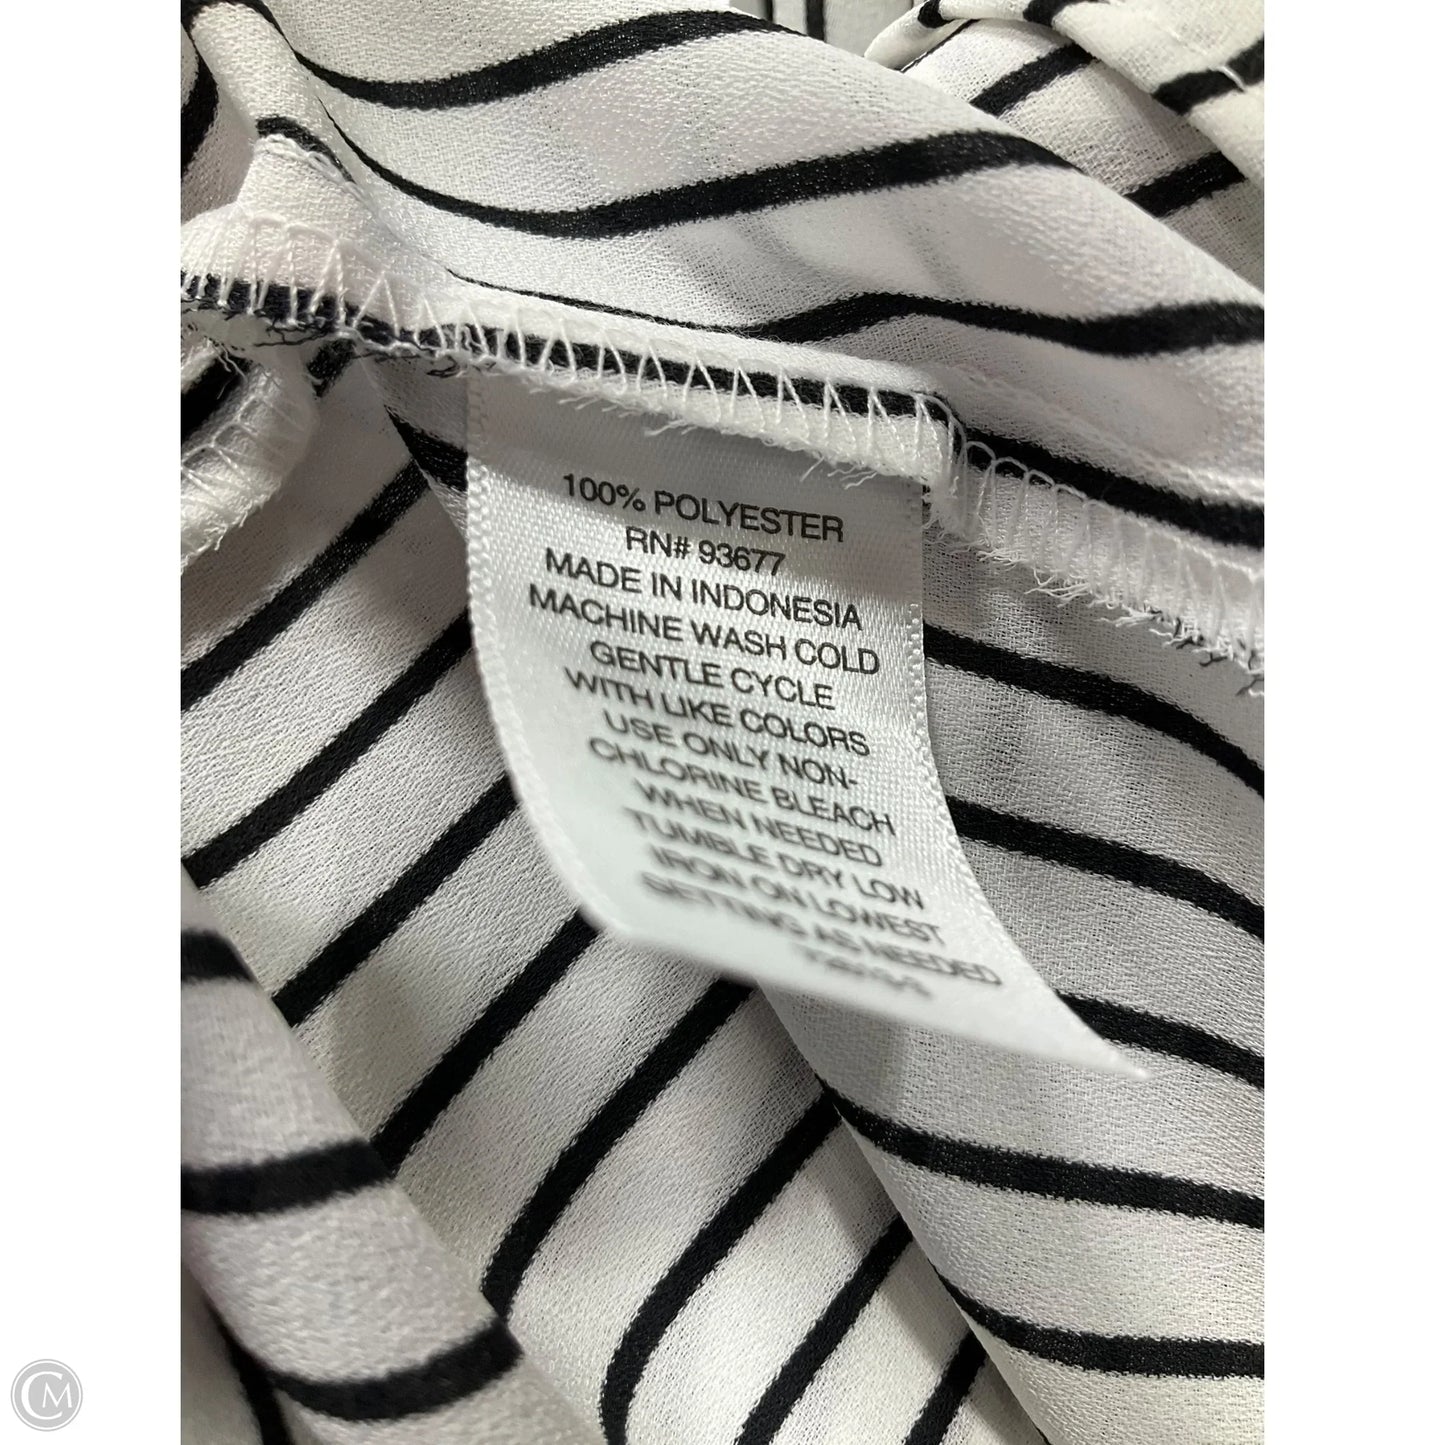 100% POLYESTER
RN# 93677
MADE IN INDONESIA
MACHINE WASH COLD
GENTLE CYCLE
WITH LIKE COLORS
USE ONLY NON-
CHLORINE BLEACH
WHEN NEEDED
TUMBLE DRY LOW
IRON ON LOWEST
SETTING AS NEEDED
CM